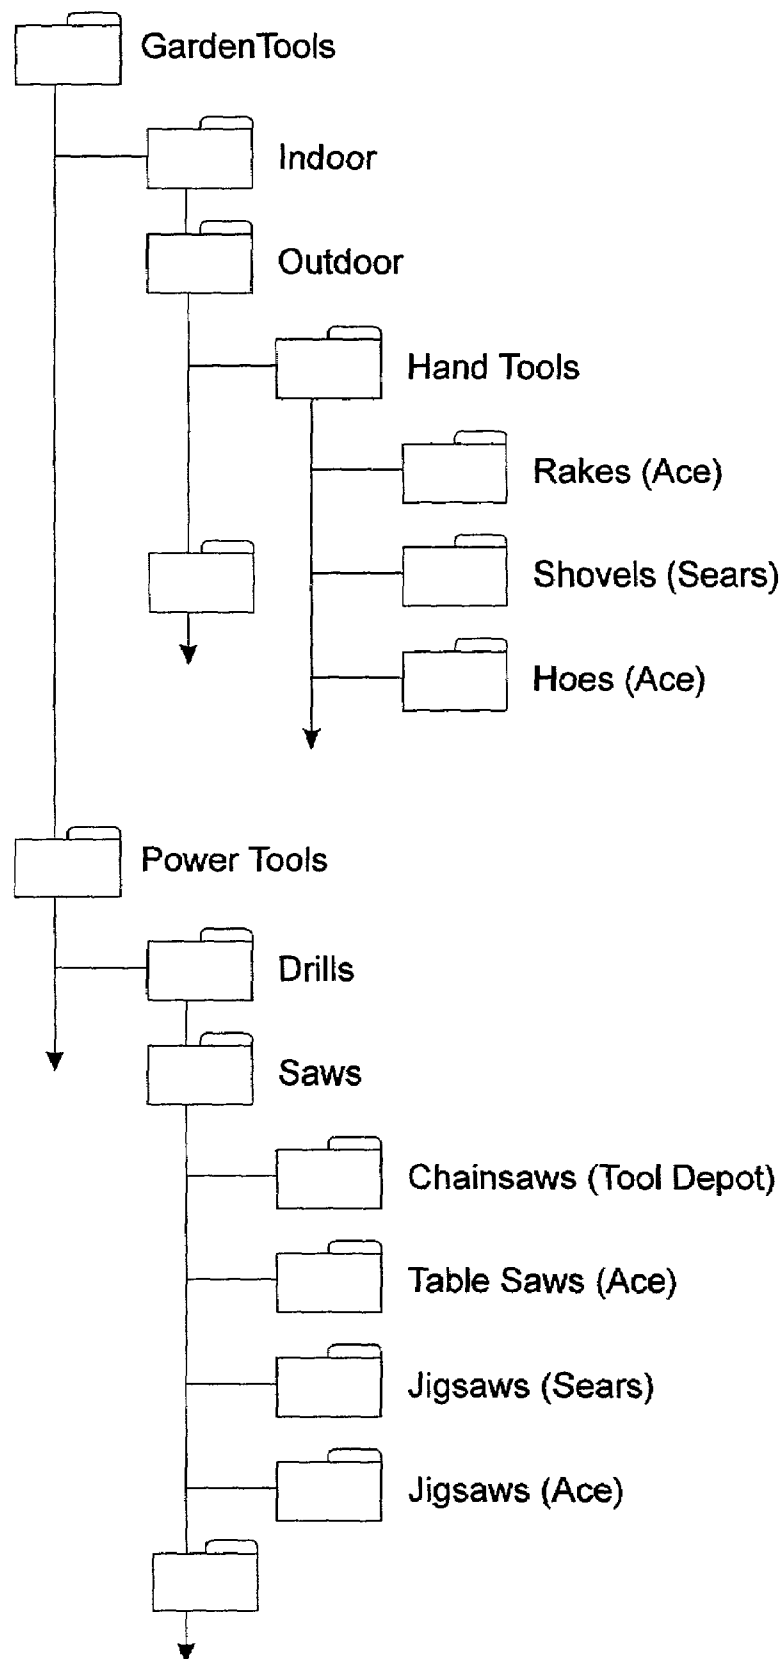 GardenTools
Indoor
Outdoor
Hand Tools
Rakes (Ace)
Shovels (Sears)
Hoes (Ace)
Power Tools
Drills
Saws
Chainsaws (Tool Depot)
Table Saws (Ace)
Jigsaws (Sears)
Jigsaws (Ace)